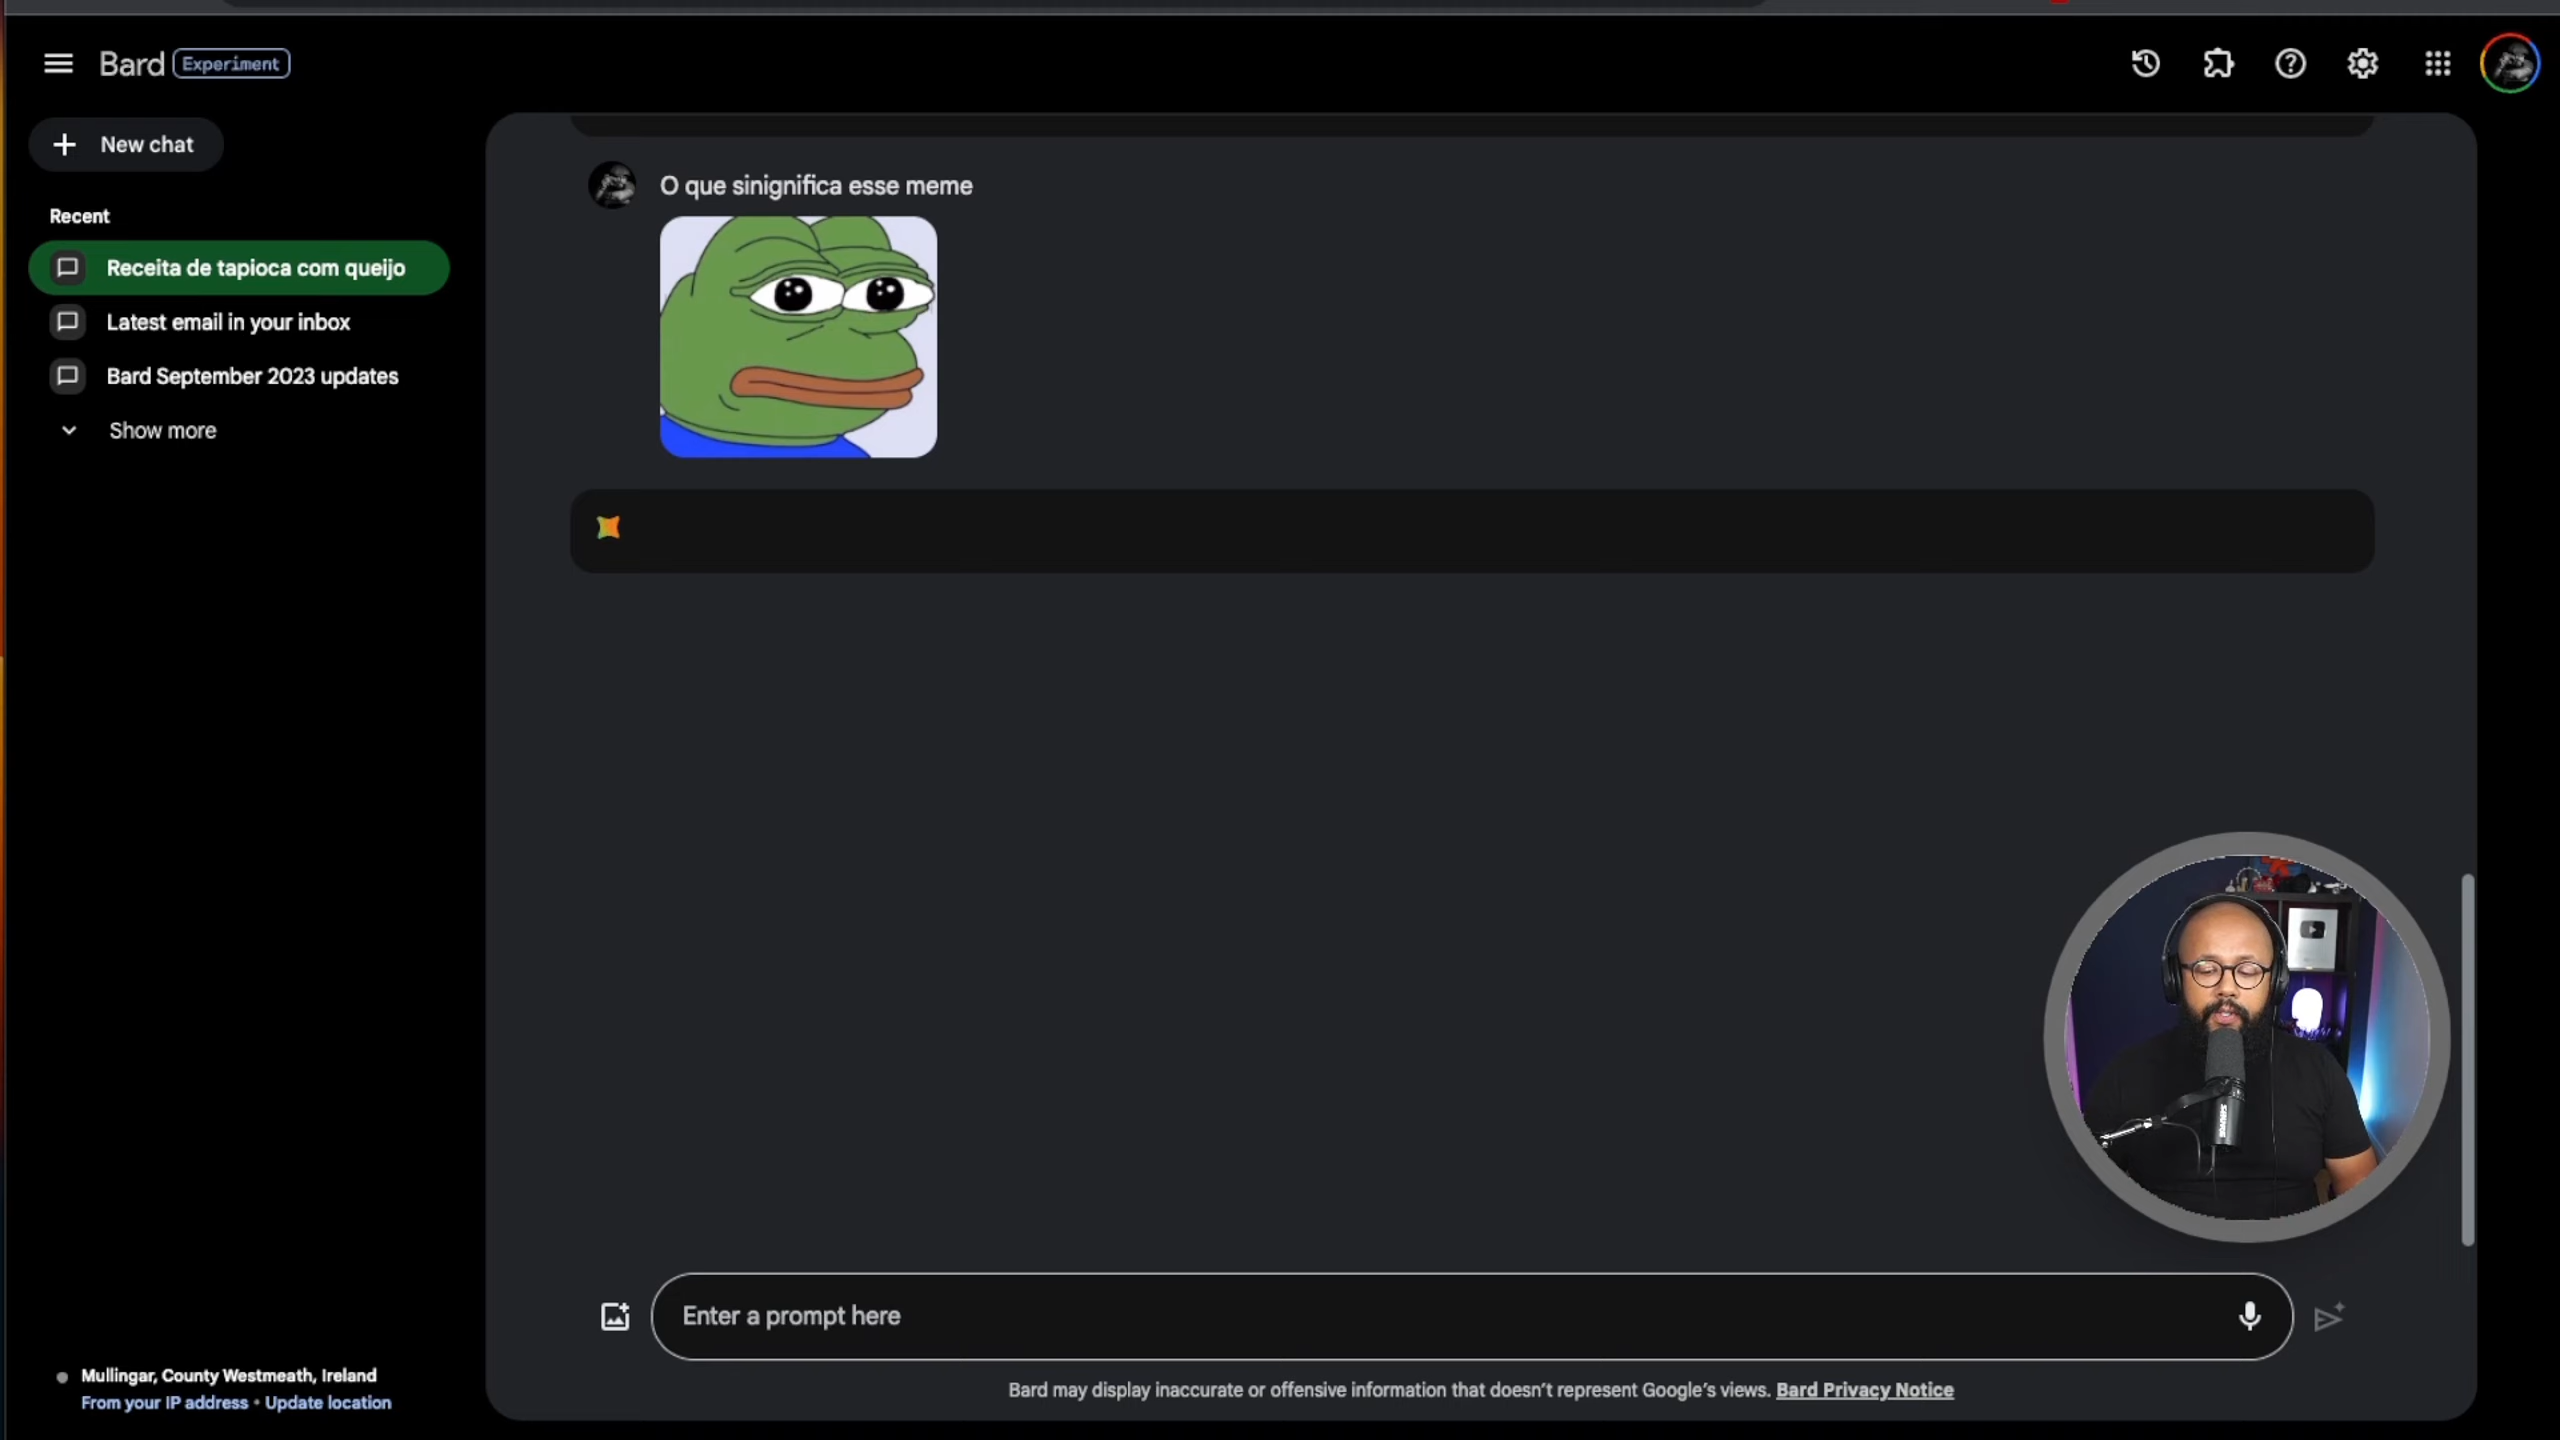 Bard Experiment
New chat
Recent
Receita de tapioca com queijo
Latest email in your inbox
Bard September 2023 updates
Show more
O que sinignifica esse meme
Enter a prompt here
Mullingar, County Westmeath, Ireland
From your IP address • Update location
Bard may display inaccurate or offensive information that doesn't represent Google's views. Bard Privacy Notice